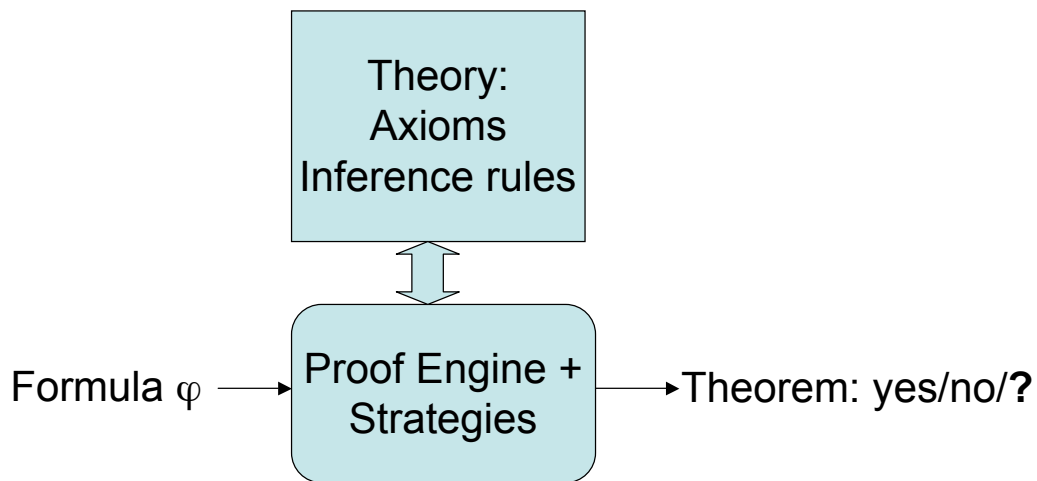 Theory:
Axioms
Inference rules
Formula φ
Proof Engine +
Strategies
Theorem: yes/no/?